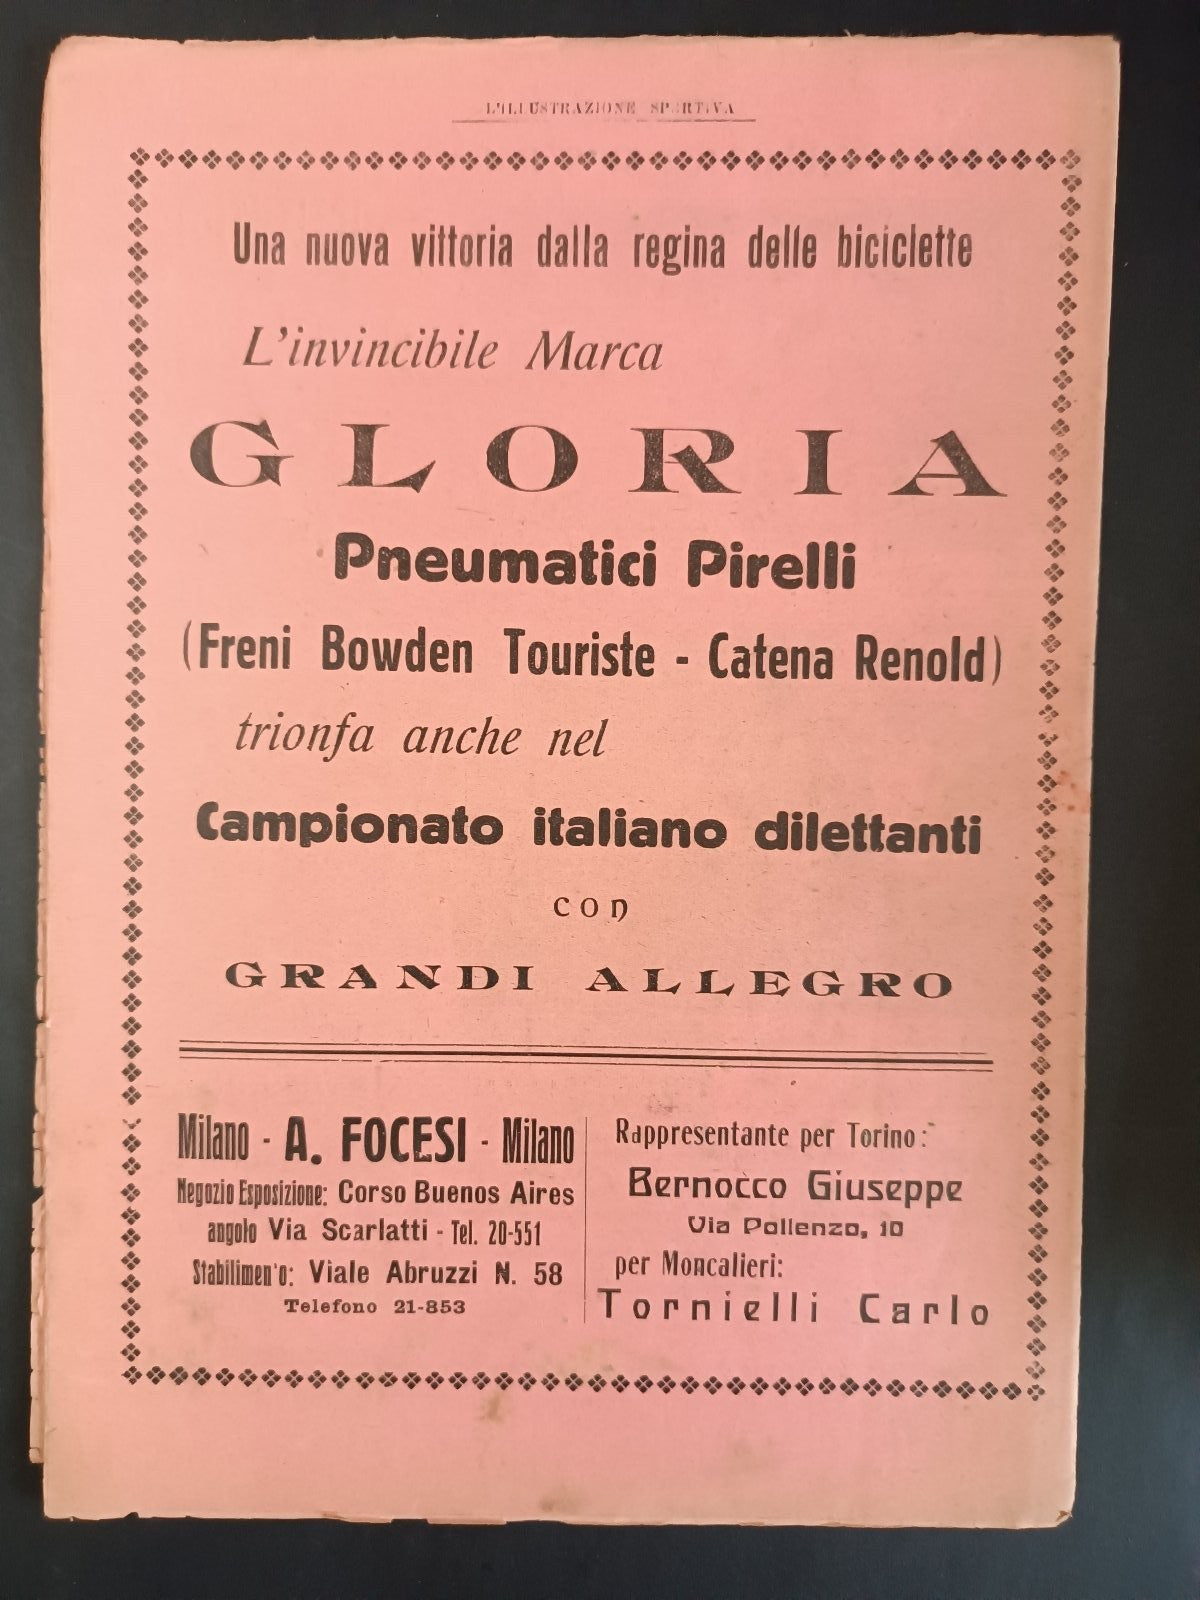 L'ILLUSTRAZIONE SPORTIVA
Una nuova vittoria dalla regina delle biciclette
L'invincibile Marca
GLORIA
Pneumatici Pirelli
(Freni Bowden Touriste - Catena Renold)
trionfa anche nel
Campionato italiano dilettanti
con
GRANDI ALLEGRO
Milano - A. FOCESI - Milano
Negozio Esposizione: Corso Buenos Aires
angolo Via Scarlatti - Tel. 20-551
Stabilimen'o: Viale Abruzzi N. 58
Telefono 21-853
Rappresentante per Torino:
Bernocco Giuseppe
Via Pollenzo, 10
per Moncalieri:
Tornielli Carlo